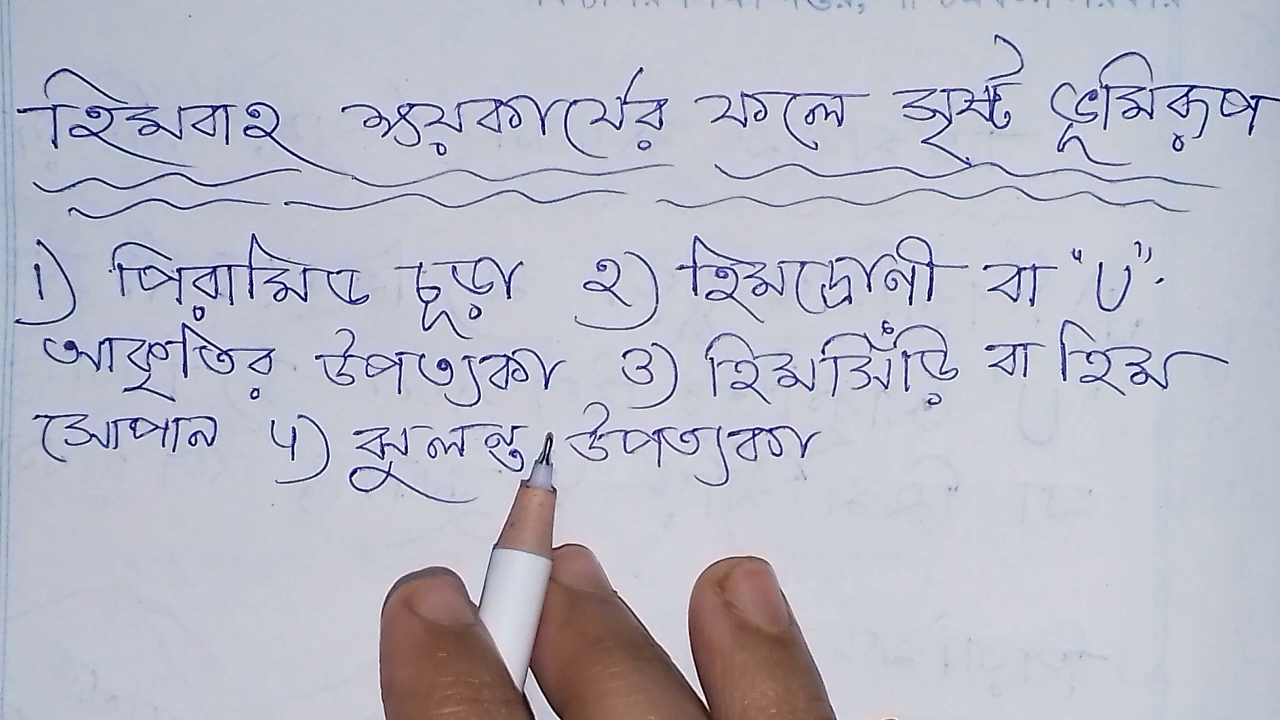 হিমবাহ ক্ষয়কার্যের ফলে সৃষ্ট ভূমিরূপ
১) পিরামিড চূড়া ২) হিমদ্রোণী বা "U".
আকৃতির উপত্যকা ৩) হিমসিঁড়ি বা হিম
সোপান ৪) ঝুলন্ত উপত্যকা